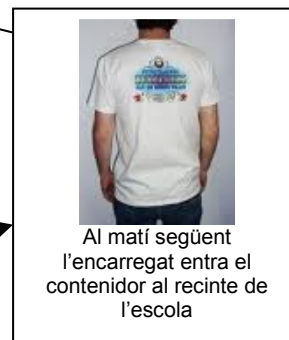 Al matí següent
l'encarregat entra el
contenidor al recinte de
l'escola